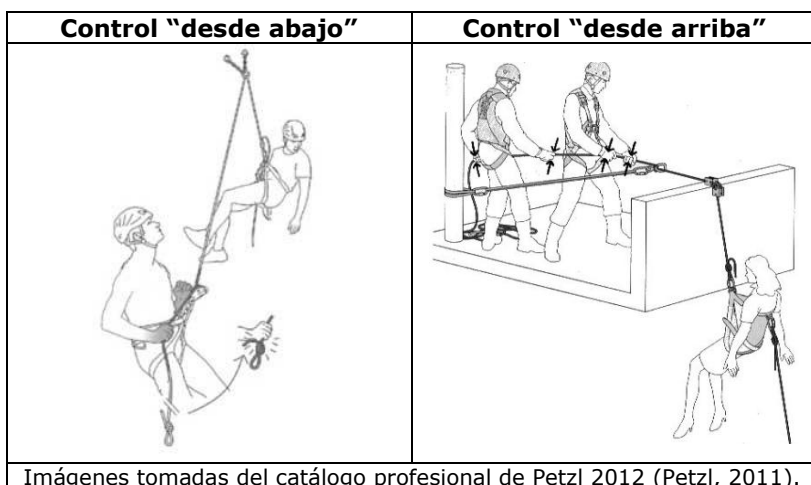 Control “desde abajo”
Control “desde arriba”
Imágenes tomadas del catálogo profesional de Petzl 2012 (Petzl, 2011).